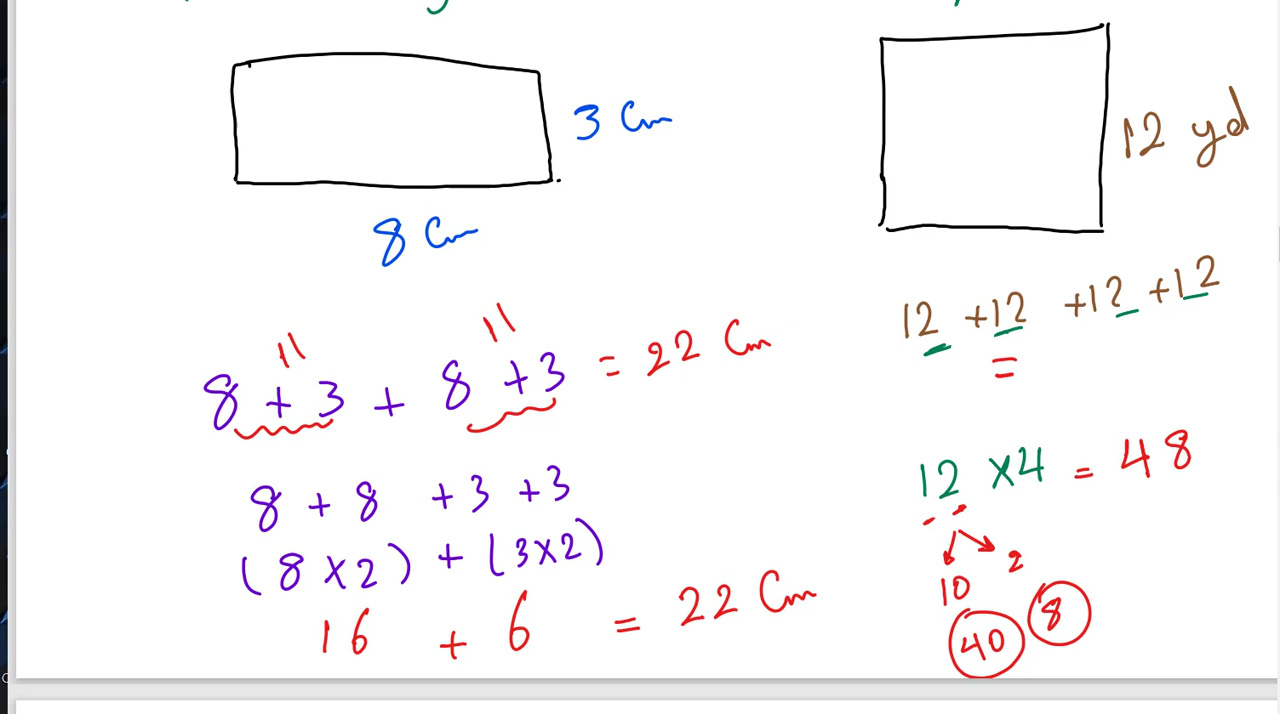 3 Cm
8 Cm
11 11
8 + 3 + 8 + 3 = 22 Cm
8 + 8 + 3 + 3
(8 × 2) + (3 × 2)
16 + 6 = 22 Cm
12 yd
12 + 12 + 12 + 12
=
12 × 4 = 48
10 2
40 8